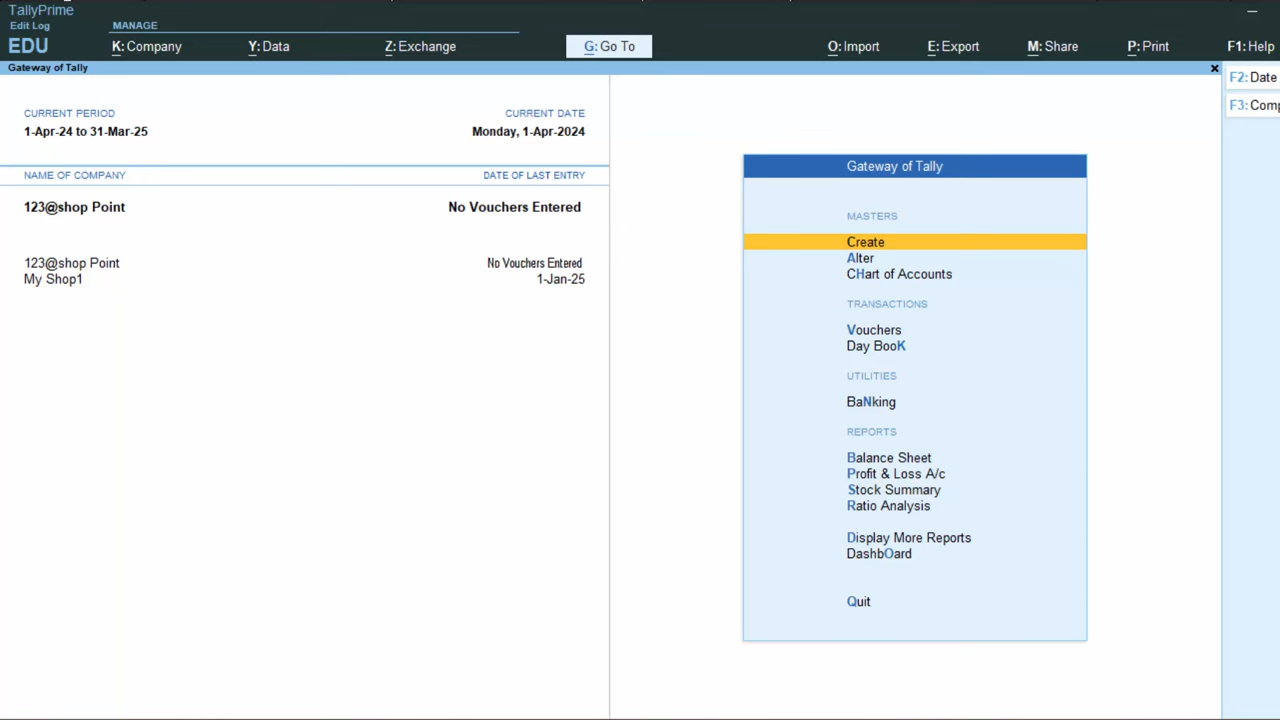 TallyPrime
Edit Log
EDU
MANAGE
K: Company Y: Data Z: Exchange G: Go To O: Import E: Export M: Share P: Print F1: Help
Gateway of Tally
F2: Date
F3: Comp
CURRENT PERIOD CURRENT DATE
1-Apr-24 to 31-Mar-25 Monday, 1-Apr-2024
NAME OF COMPANY DATE OF LAST ENTRY
123@shop Point No Vouchers Entered
123@shop Point No Vouchers Entered
My Shop1 1-Jan-25
Gateway of Tally
MASTERS
Create
Alter
CHart of Accounts
TRANSACTIONS
Vouchers
Day BooK
UTILITIES
BaNking
REPORTS
Balance Sheet
Profit & Loss A/c
Stock Summary
Ratio Analysis
Display More Reports
DashbOard
Quit